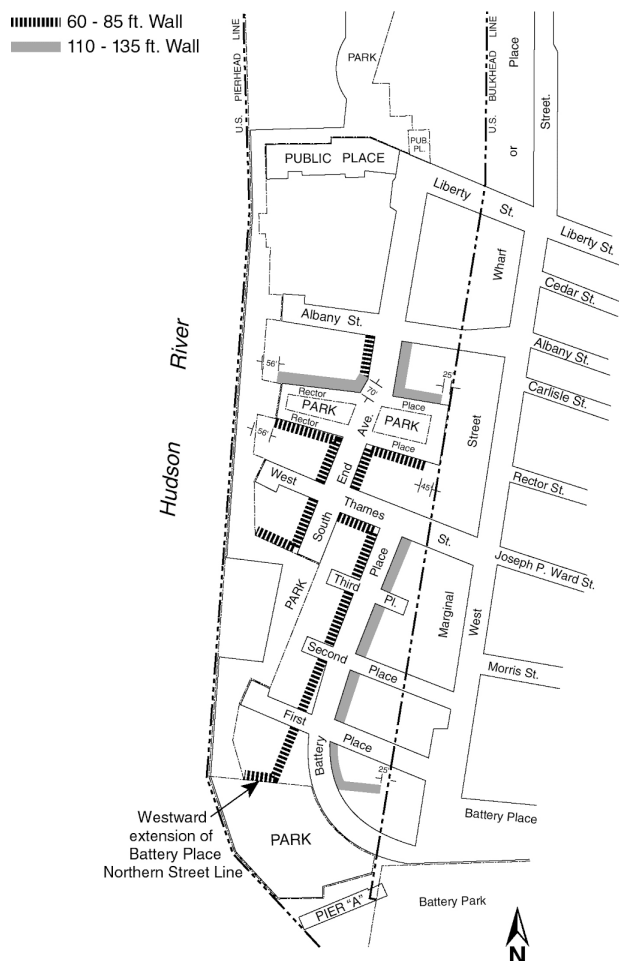 60 - 85 ft. Wall
110 - 135 ft. Wall
U.S. PIERHEAD LINE
PARK
U.S. BULKHEAD LINE
Place
or
Street.
PUB.
PL.
PUBLIC PLACE
Liberty
St.
Liberty St.
Wharf
Cedar St.
Albany St.
Albany St.
River
56'
70'
25'
Carlisle St.
Rector
Place
PARK
PARK
Ave.
Rector
Place
Street
56'
Hudson
West
End
45'
Rector St.
Thames
St.
South
Joseph P. Ward St.
Place
Third
Pl.
PARK
Marginal
West
Second
Place
Morris St.
First
Place
Battery
25'
Battery Place
Westward
extension of
Battery Place
Northern Street Line
PARK
PIER "A"
Battery Park
N